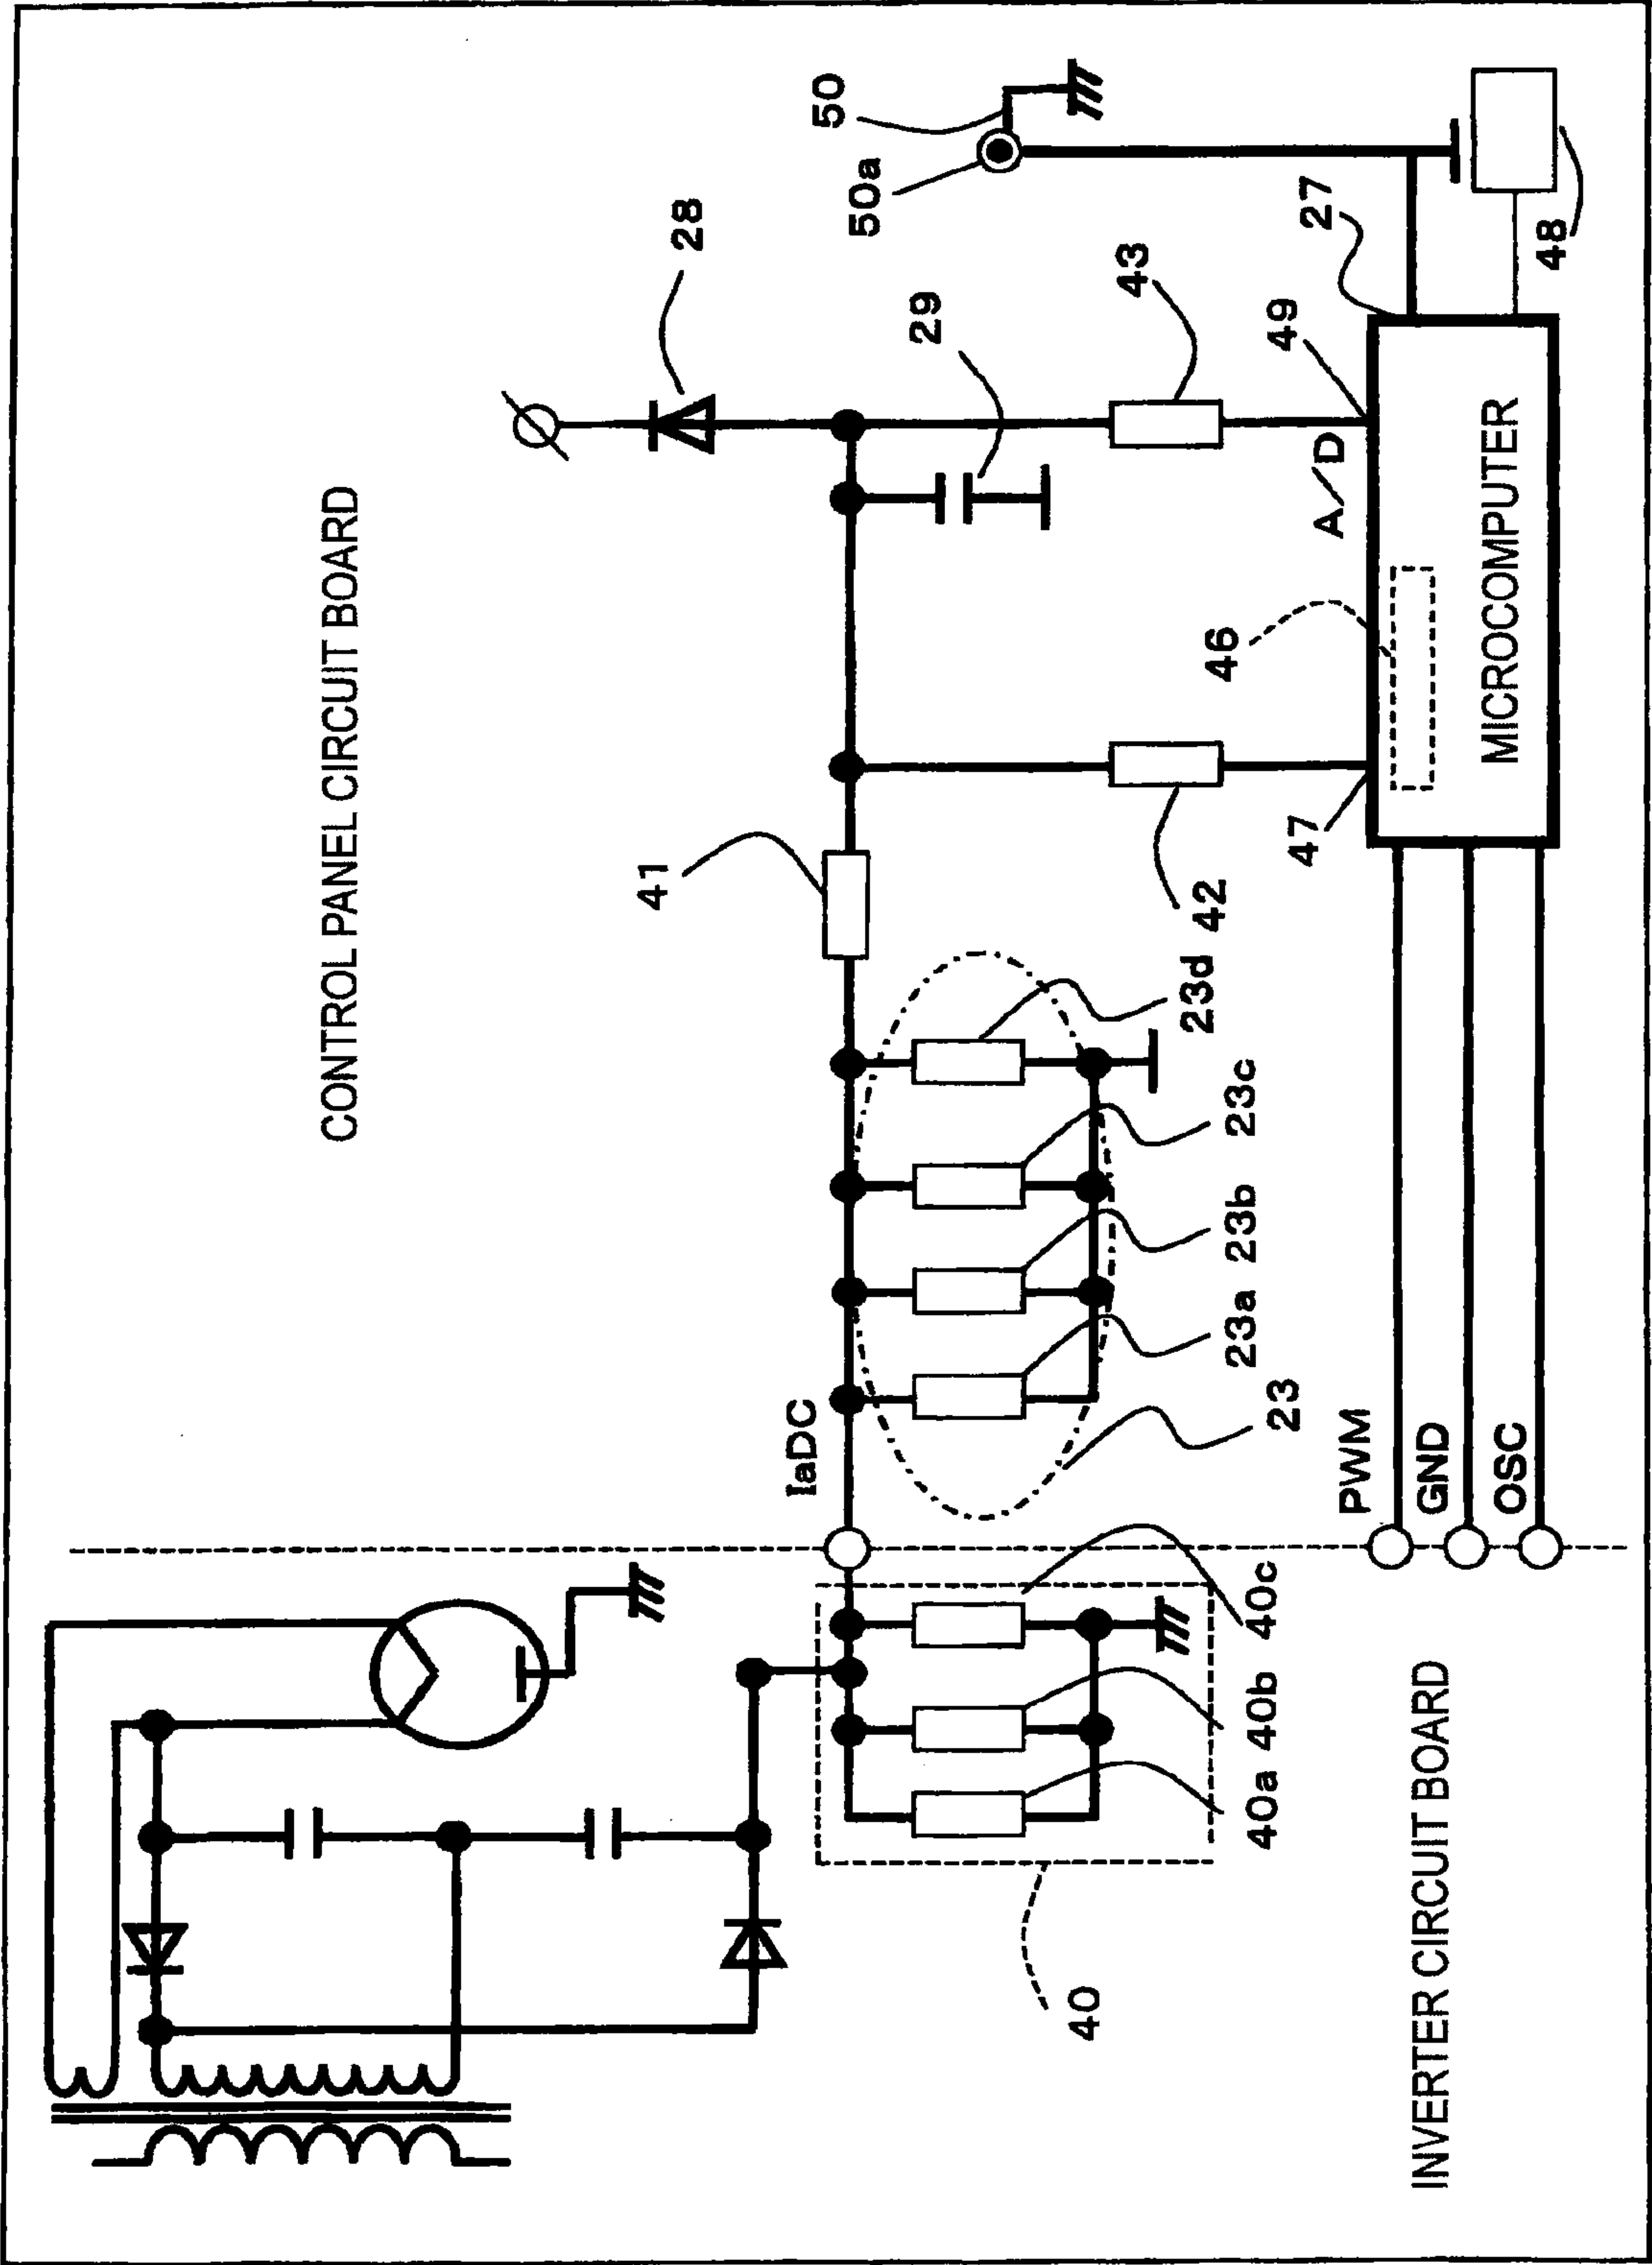 CONTROL PANEL CIRCUIT BOARD
28
50
50a
29
43
41
IaDC
46
49
27
A/D
47
42
23d
23c
23b
23a
23
MICROCOMPUTER
48
PWM
GND
OSC
40c
40b
40a
40
INVERTER CIRCUIT BOARD